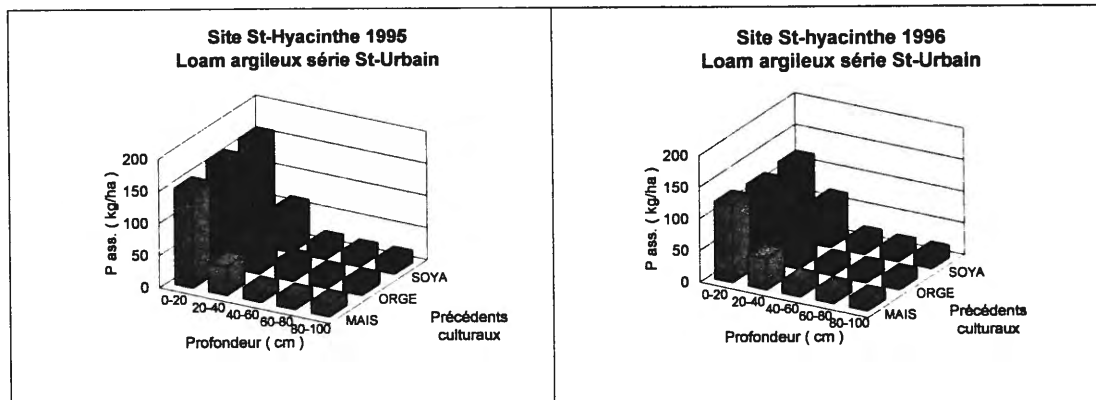 Site St-Hyacinthe 1995
Loam argileux série St-Urbain
200
150
100
50
0
P ass. ( kg/ha)
0-20
20-40
40-60
60-80
80-100
Profondeur ( cm )
MAIS
ORGE
SOYA
Précédents
culturaux
Site St-hyacinthe 1996
Loam argileux série St-Urbain
200
150
100
50
0
P ass. ( kg/ha)
0-20
20-40
40-60
60-80
80-100
Profondeur ( cm )
MAIS
ORGE
SOYA
Précédents
culturaux